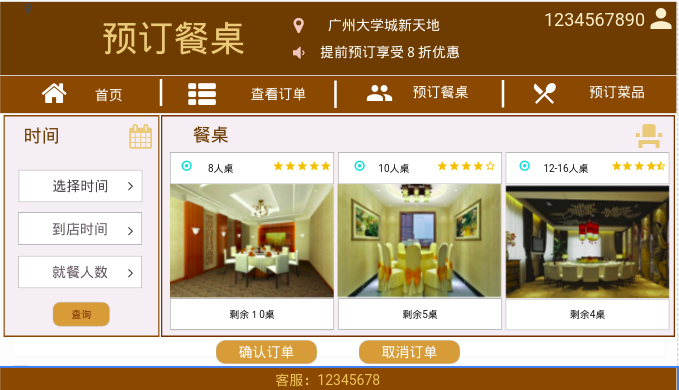 预订餐桌
广州大学城新天地
1234567890
提前预订享受 8 折优惠
首页
查看订单
预订餐桌
预订菜品
时间
餐桌
选择时间
到店时间
就餐人数
查询
8人桌
10人桌
12-16人桌
剩余 1 0桌
剩余5桌
剩余4桌
确认订单
取消订单
客服：12345678